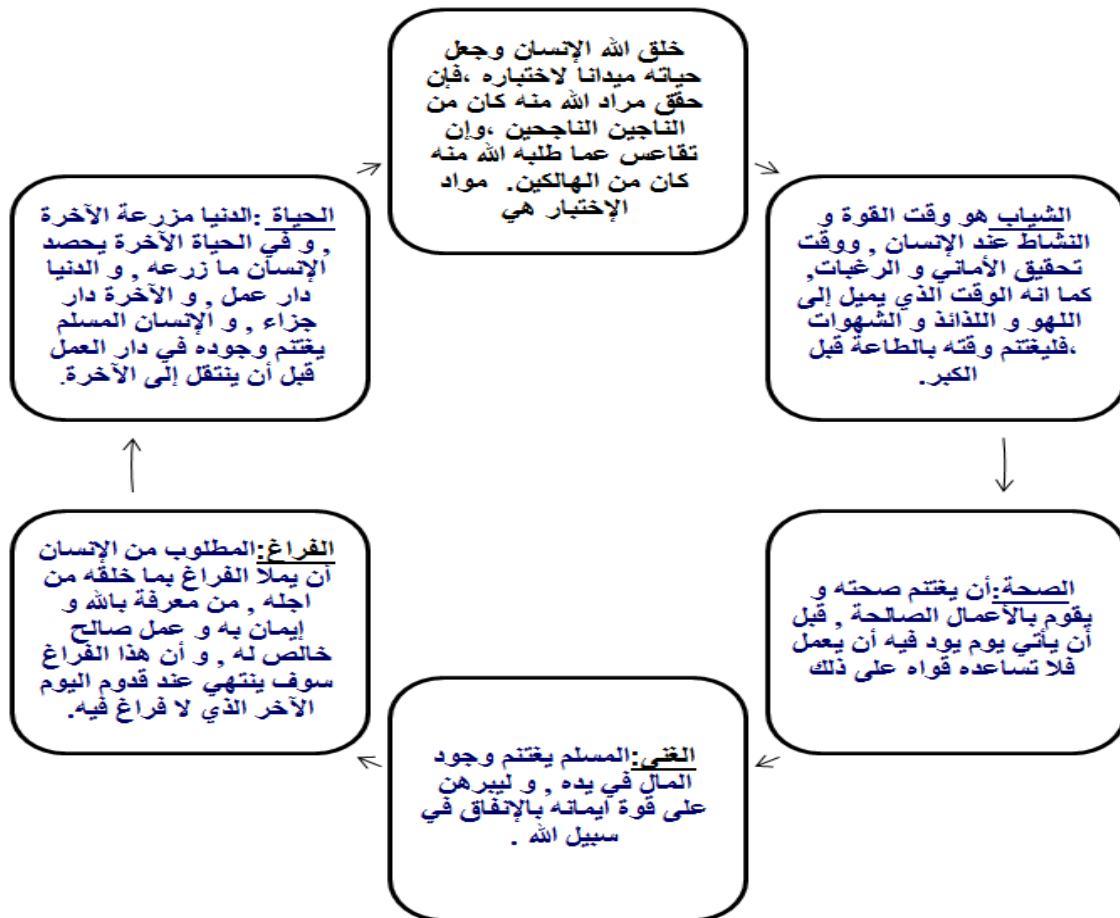 خلق الله الإنسان وجعل
حياته ميدانا لاختباره ،فإن
حقق مراد الله منه كان من
الناجين الناجحين ،وإن
تقاعس عما طلبه الله منه
كان من الهالكين. مواد
الإختبار هي
الشباب هو وقت القوة و
النشاط عند الإنسان , ووقت
تحقيق الأماني و الرغبات,
كما انه الوقت الذي يميل إلى
اللهو و اللذائذ و الشهوات
،فليغتنم وقته بالطاعة قبل
الكبر.
الصحة:أن يغتنم صحته و
يقوم بالأعمال الصالحة , قبل
أن يأتي يوم يود فيه أن يعمل
فلا تساعده قواه على ذلك
الغنى:المسلم يغتنم وجود
المال في يده , و ليبرهن
على قوة ايمانه بالإنفاق في
سبيل الله .
الفراغ:المطلوب من الإنسان
أن يملأ الفراغ بما خلقه من
اجله , من معرفة بالله و
إيمان به و عمل صالح
خالص له , و أن هذا الفراغ
سوف ينتهي عند قدوم اليوم
الآخر الذي لا فراغ فيه.
الحياة :الدنيا مزرعة الآخرة
, و في الحياة الآخرة يحصد
الإنسان ما زرعه , و الدنيا
دار عمل , و الآخرة دار
جزاء , و الإنسان المسلم
يغتنم وجوده في دار العمل
قبل أن ينتقل إلى الآخرة.